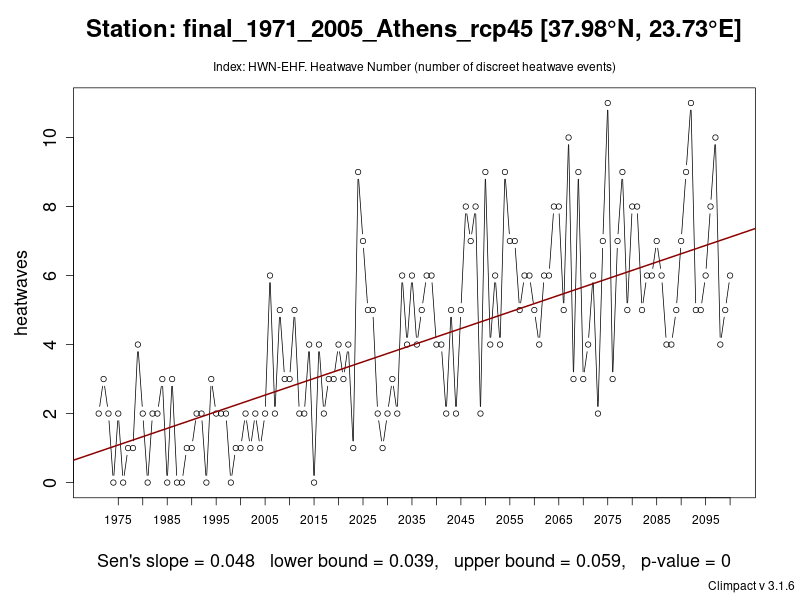 Station: final_1971_2005_Athens_rcp45 [37.98°N, 23.73°E]
Index: HWN-EHF. Heatwave Number (number of discreet heatwave events)
10
8
6
4
2
0
heatwaves
1975 1985 1995 2005 2015 2025 2035 2045 2055 2065 2075 2085 2095
Sen's slope = 0.048 lower bound = 0.039, upper bound = 0.059, p-value = 0
Climpact v 3.1.6